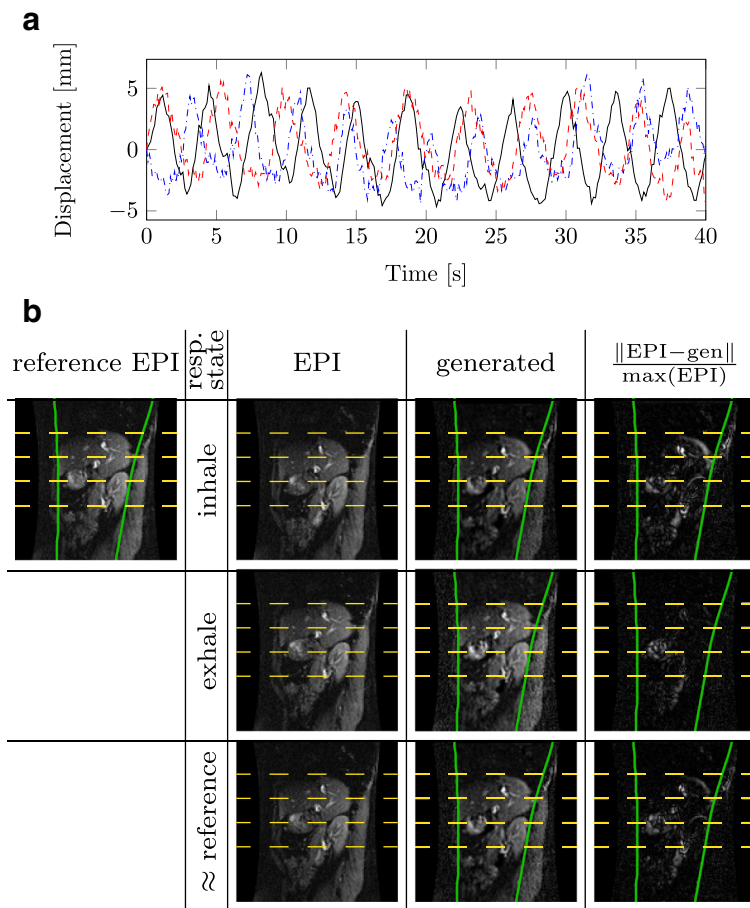 a
Displacement [mm]
5
0
−5
0 5 10 15 20 25 30 35 40
Time [s]
b
reference EPI
resp.
state
EPI
generated
‖EPI−gen‖
max(EPI)
inhale
exhale
≈ reference